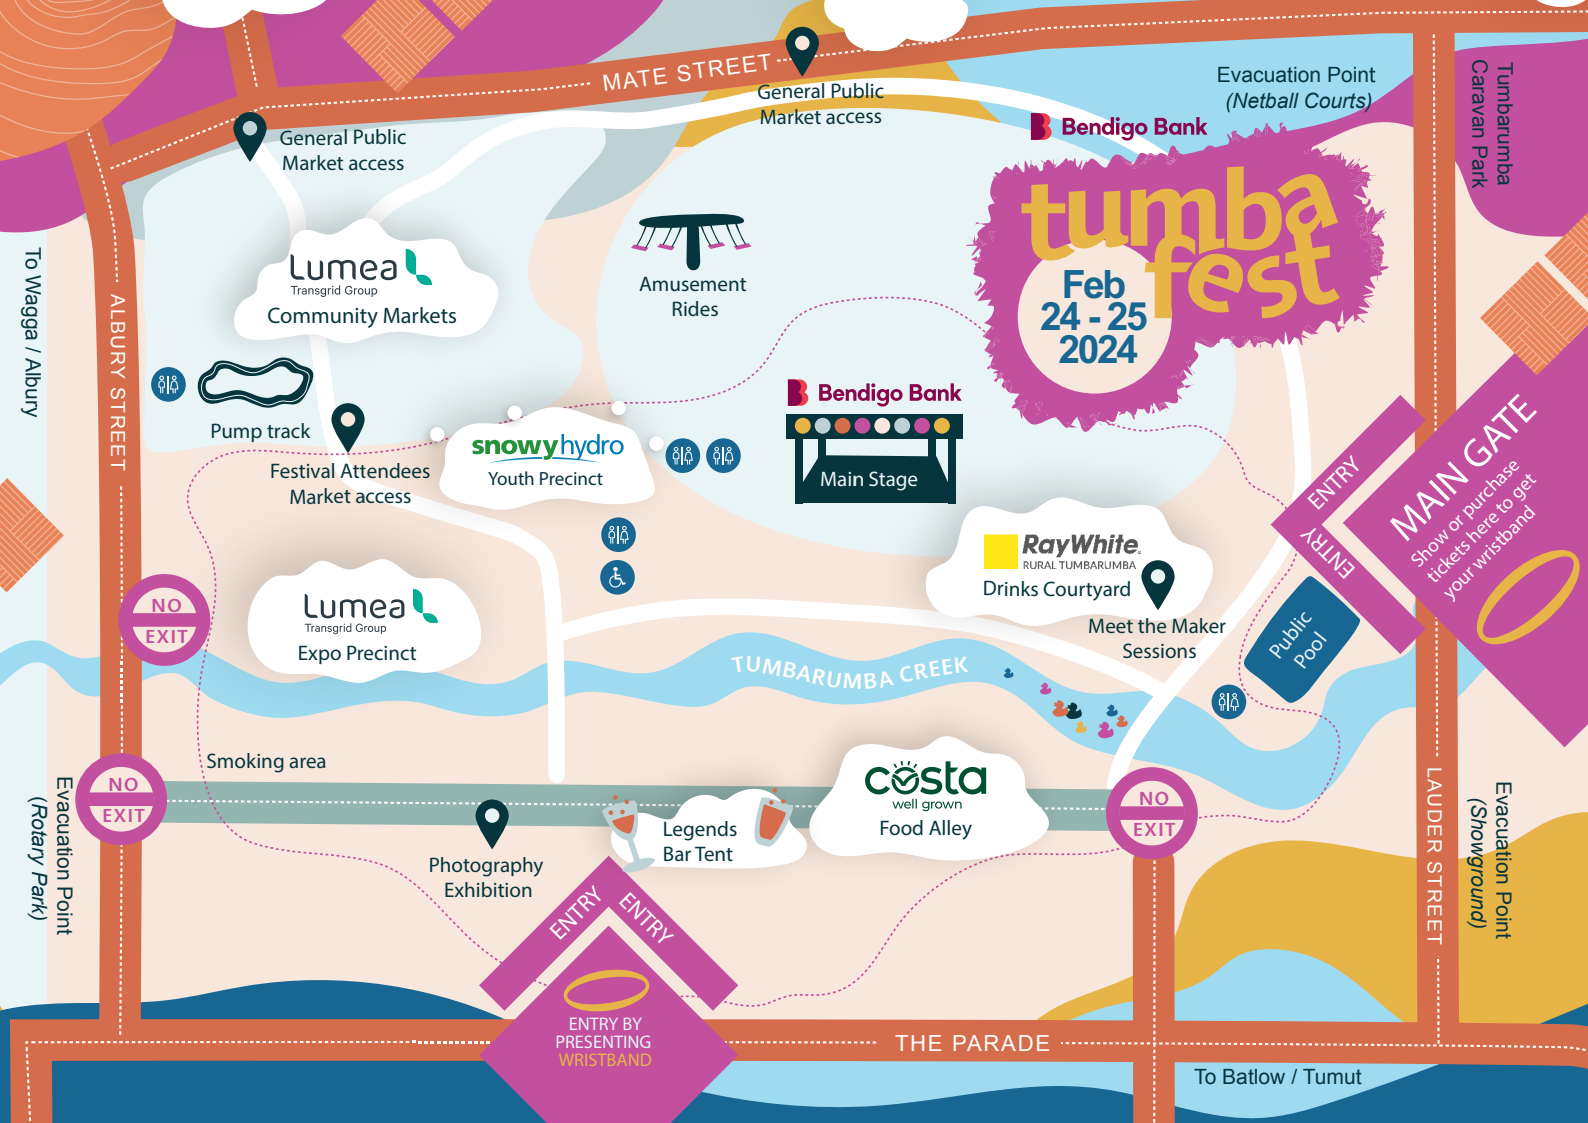 MATE STREET
General Public
Market access
General Public
Market access
Evacuation Point
(Netball Courts)
Tumbarumba
Caravan Park
Bendigo Bank
tumba
fest
Feb
24 - 25
2024
To Wagga / Albury
ALBURY STREET
Lumea
Transgrid Group
Community Markets
Amusement
Rides
Pump track
Festival Attendees
Market access
snowyhydro
Youth Precinct
Bendigo Bank
Main Stage
ENTRY
ENTRY
MAIN GATE
Show or purchase
tickets here to get
your wristband
RayWhite
RURAL TUMBARUMBA
Drinks Courtyard
Meet the Maker
Sessions
Public
Pool
NO
EXIT
Lumea
Transgrid Group
Expo Precinct
TUMBARUMBA CREEK
Smoking area
NO
EXIT
Evacuation Point
(Rotary Park)
Photography
Exhibition
Legends
Bar Tent
costa
well grown
Food Alley
NO
EXIT
LAUDER STREET
Evacuation Point
(Showground)
ENTRY
ENTRY
ENTRY BY
PRESENTING
WRISTBAND
THE PARADE
To Batlow / Tumut